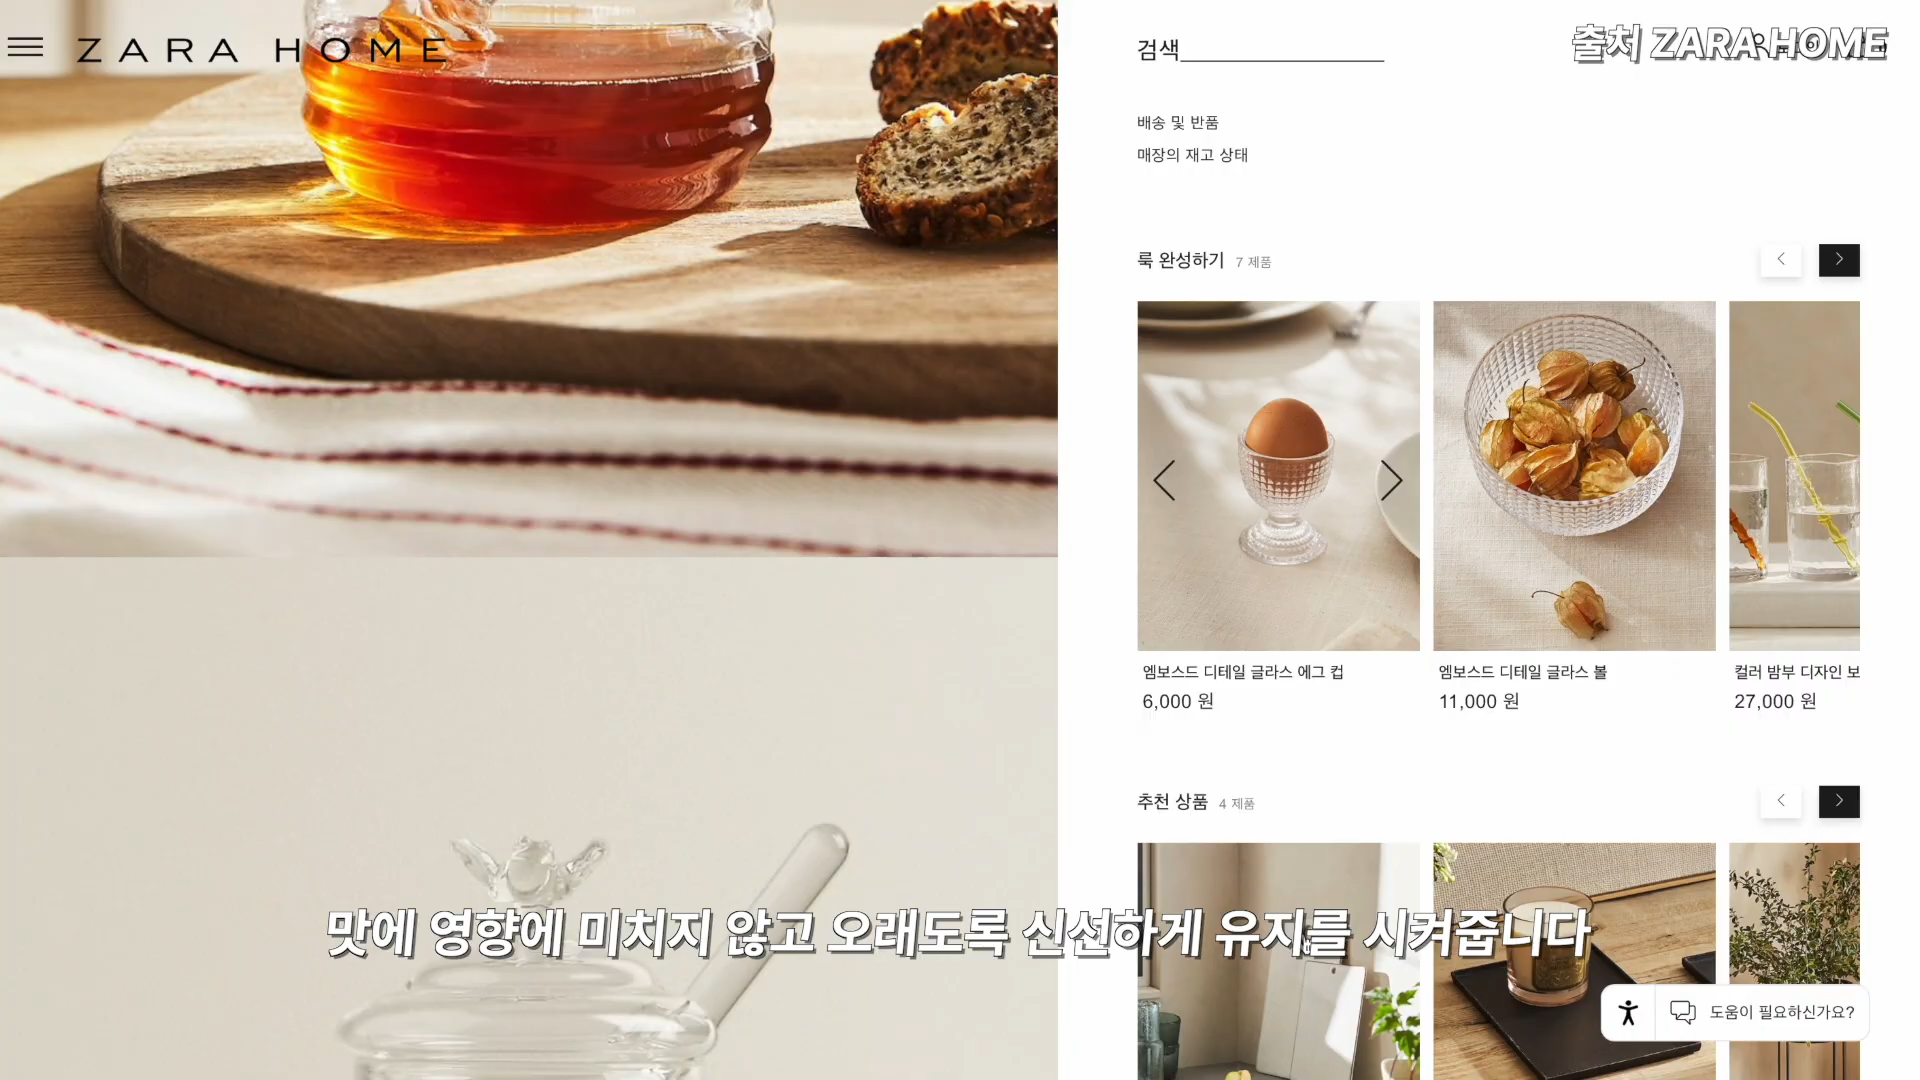 ZARA HOME
검색
출처 ZARA HOME
배송 및 반품
매장의 재고 상태
룩 완성하기 7 제품
엠보스드 디테일 글라스 에그 컵
6,000 원
엠보스드 디테일 글라스 볼
11,000 원
컬러 밤부 디자인 보
27,000 원
추천 상품 4 제품
맛에 영향에 미치지 않고 오래도록 신선하게 유지를 시켜줍니다
도움이 필요하신가요?